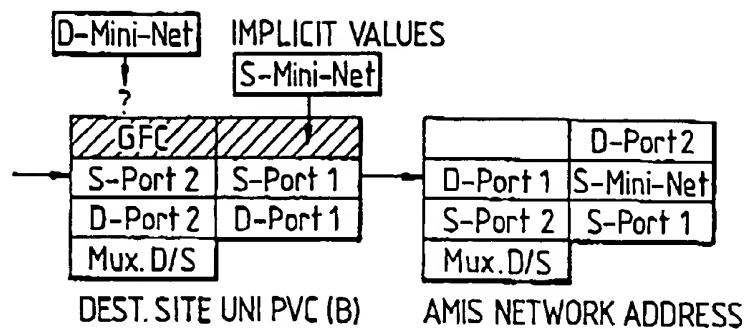 D-Mini-Net IMPLICIT VALUES
S-Mini-Net
?
GFC D-Port 2
S-Port 2 S-Port 1 D-Port 1 S-Mini-Net
D-Port 2 D-Port 1 S-Port 2 S-Port 1
Mux.D/S Mux.D/S
DEST. SITE UNI PVC (B) AMIS NETWORK ADDRESS